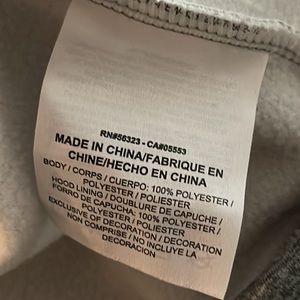 RN#56323 - CA#05553
MADE IN CHINA/FABRIQUE EN
CHINE/HECHO EN CHINA
BODY / CORPS / CUERPO: 100% POLYESTER /
POLYESTER / POLIESTER
HOOD LINING / DOUBLURE DE CAPUCHE /
FORRO DE CAPUCHA: 100% POLYESTER /
POLYESTER / POLIESTER
EXCLUSIVE OF DECORATION / DECORATION
NON COMPRISE / NO INCLUYE LA
DECORACION